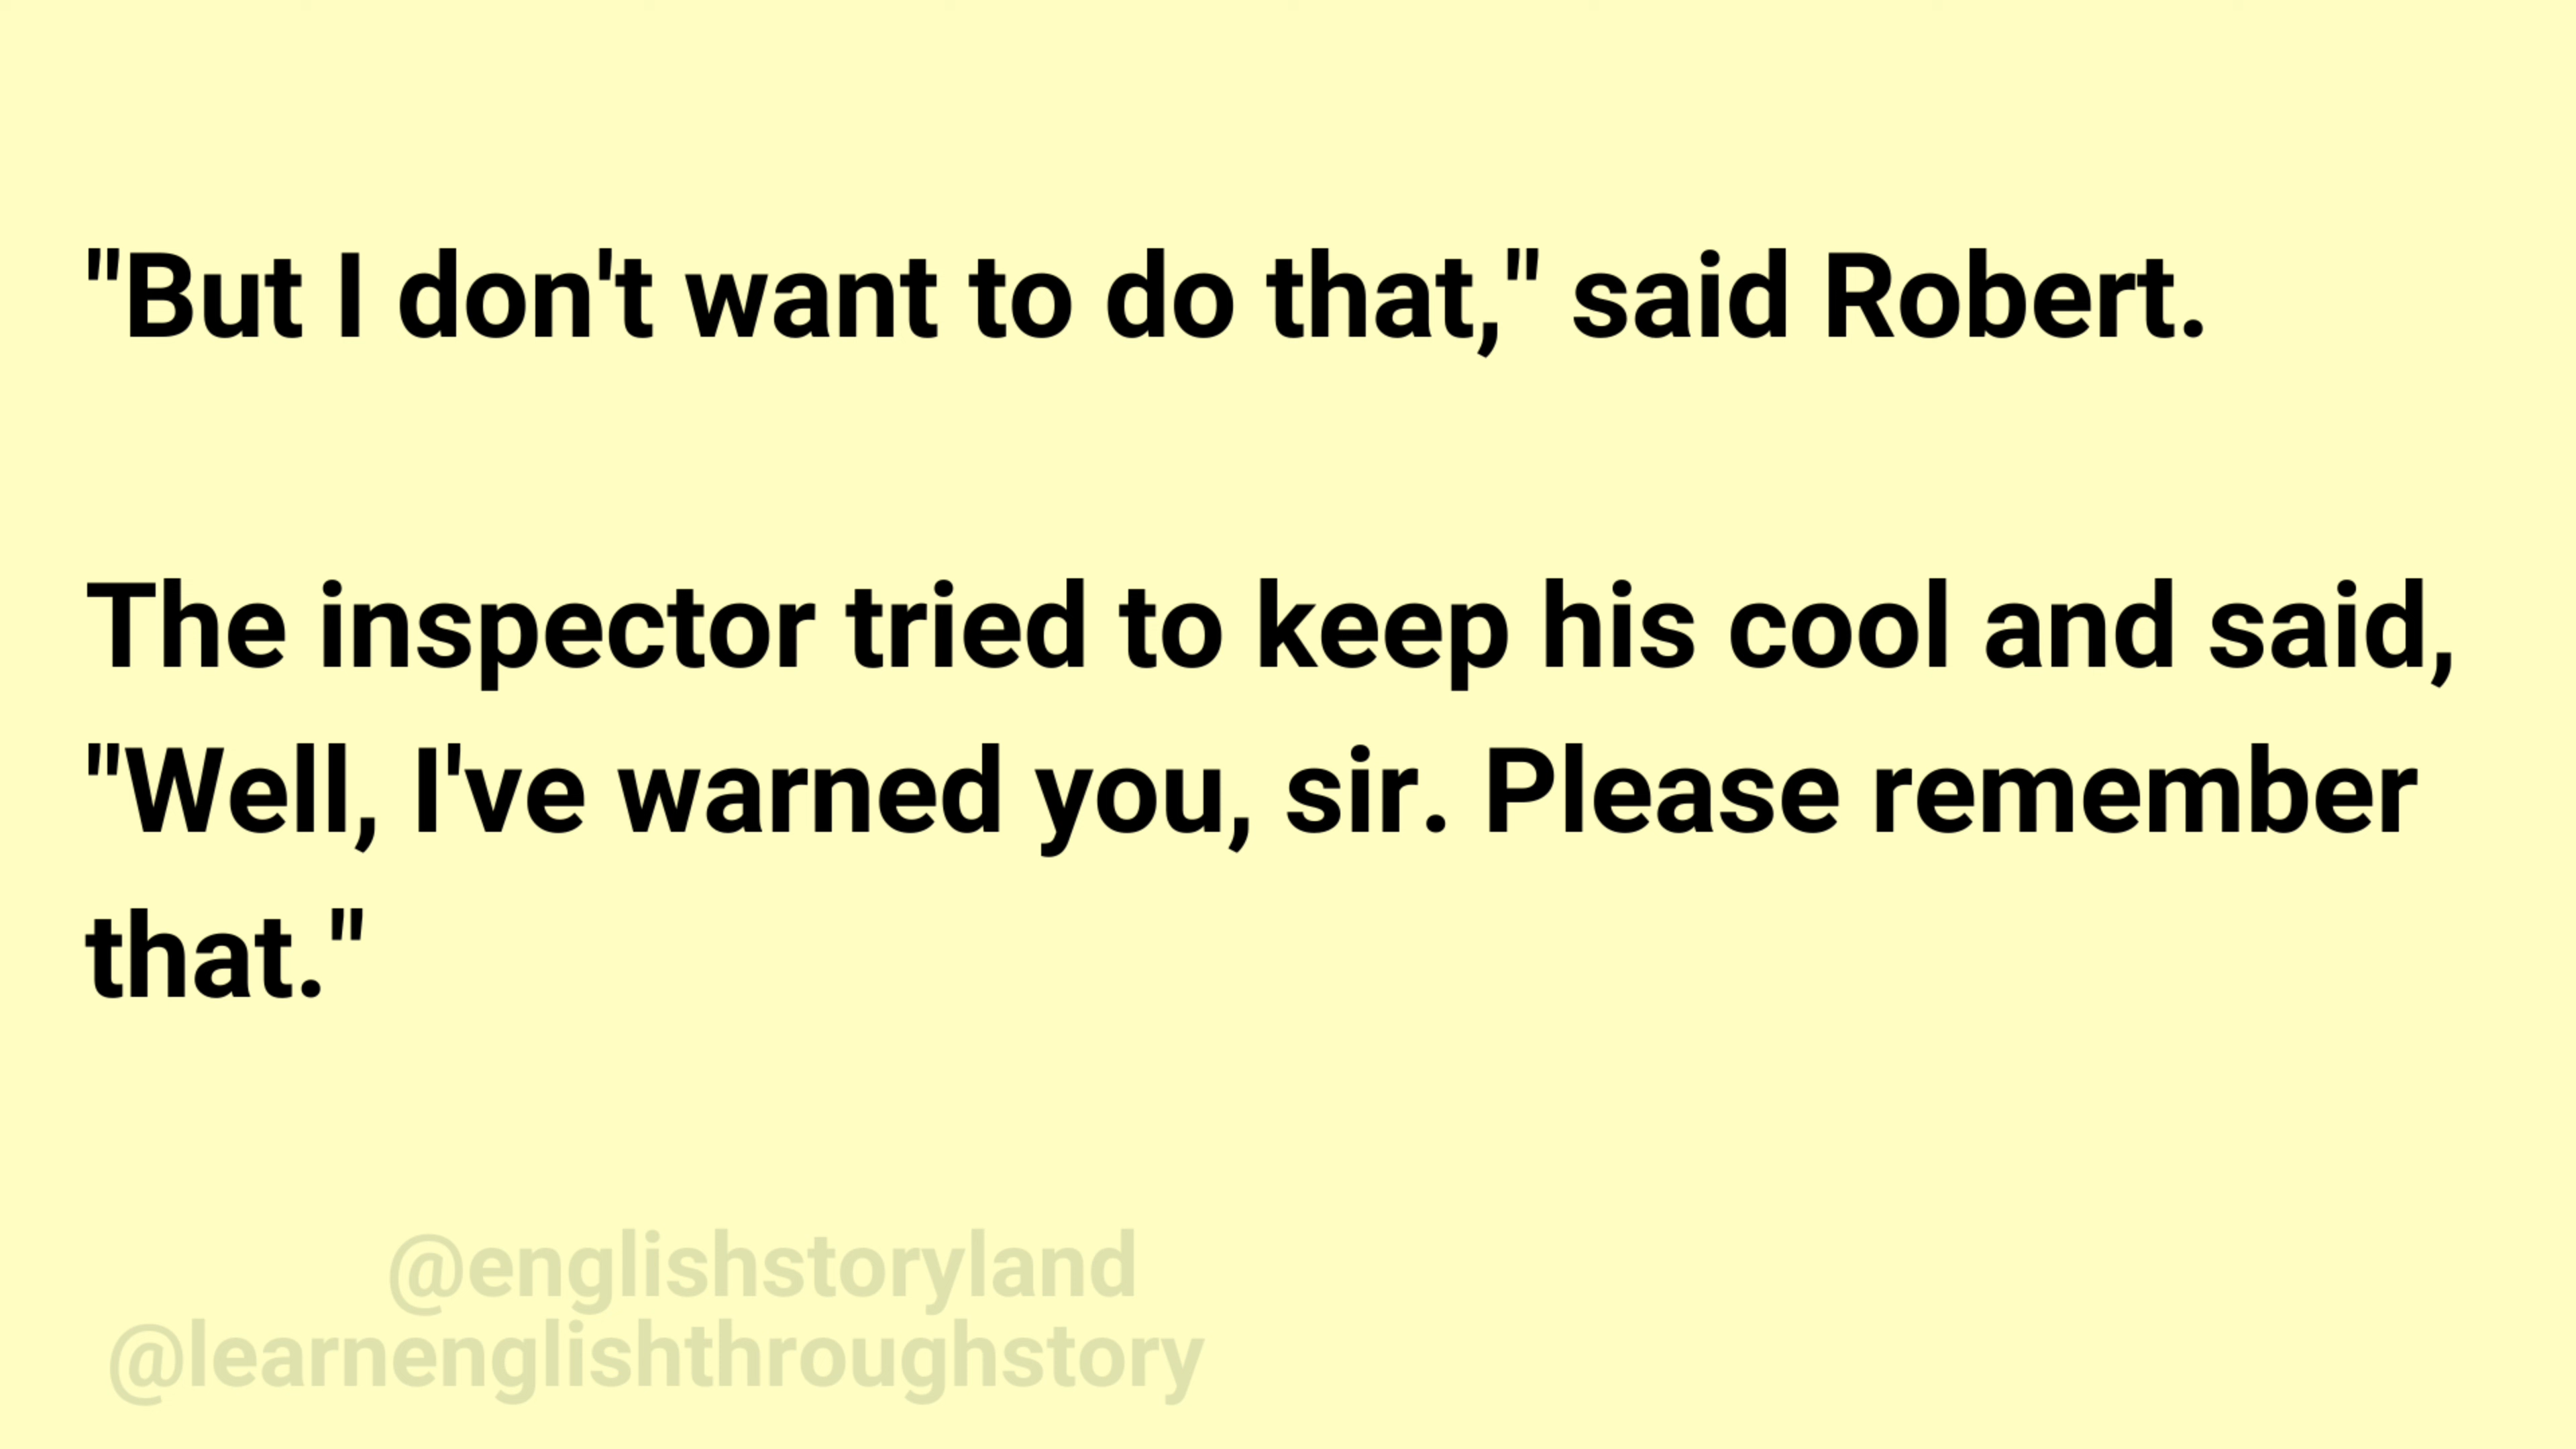 "But I don't want to do that," said Robert.
The inspector tried to keep his cool and said,
"Well, I've warned you, sir. Please remember
that."
@englishstoryland
@learnenglishthroughstory